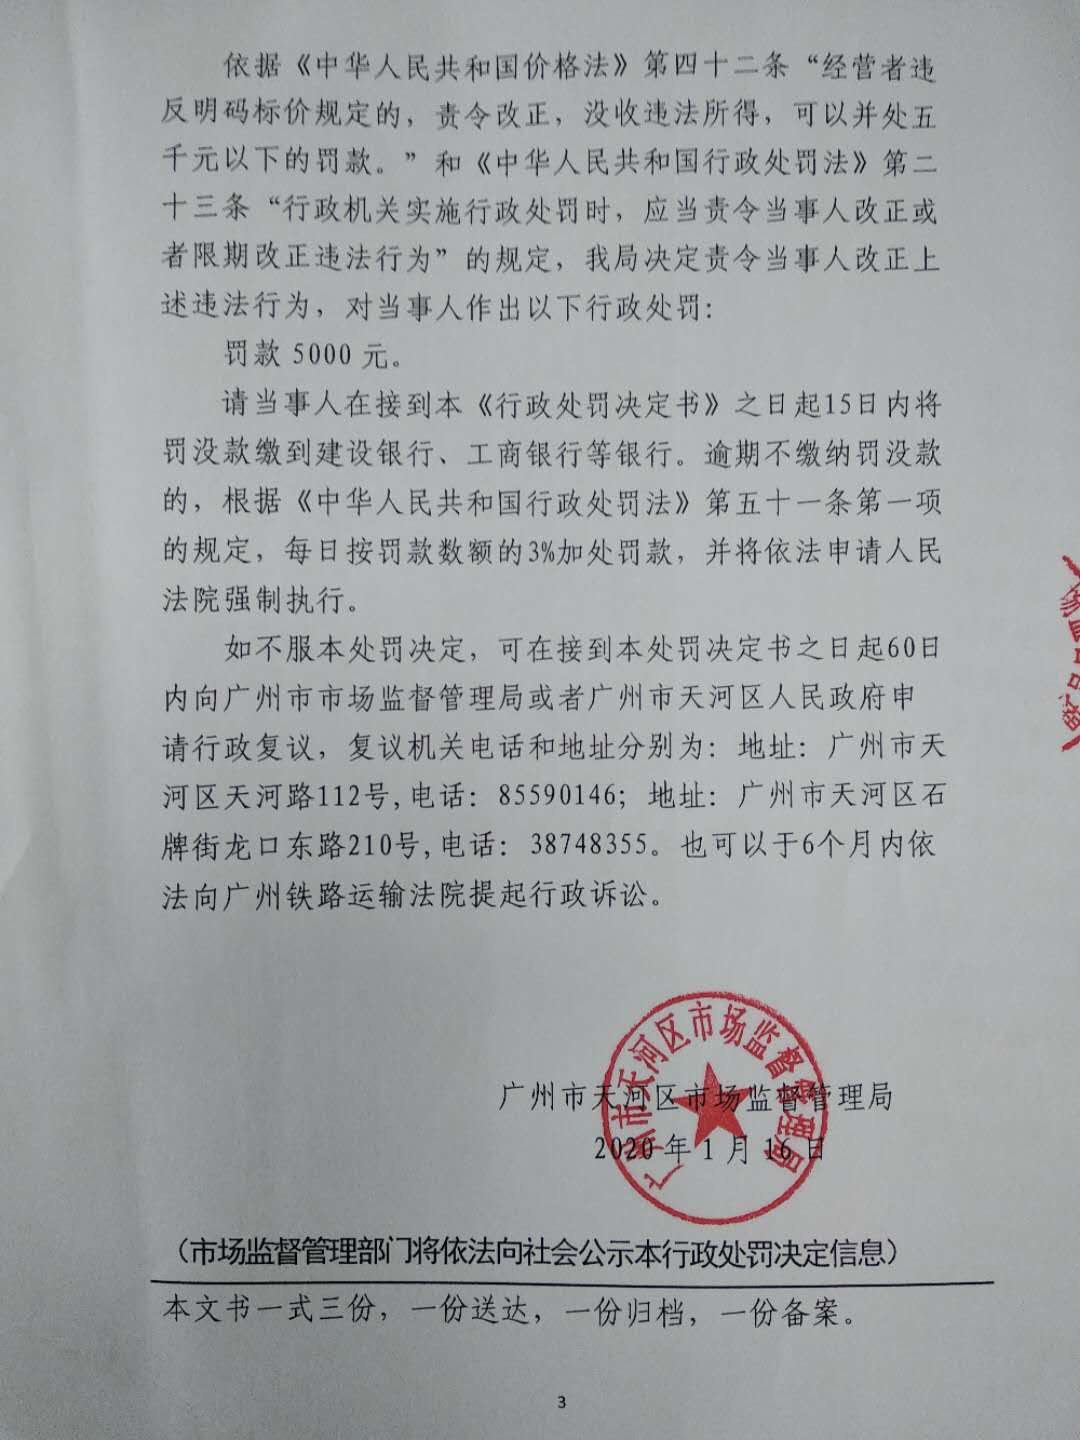 依据《中华人民共和国价格法》第四十二条“经营者违
反明码标价规定的，责令改正，没收违法所得，可以并处五
千元以下的罚款。”和《中华人民共和国行政处罚法》第二
十三条“行政机关实施行政处罚时，应当责令当事人改正或
者限期改正违法行为”的规定，我局决定责令当事人改正上
述违法行为，对当事人作出以下行政处罚：
罚款 5000 元。
请当事人在接到本《行政处罚决定书》之日起15日内将
罚没款缴到建设银行、工商银行等银行。逾期不缴纳罚没款
的，根据《中华人民共和国行政处罚法》第五十一条第一项
的规定，每日按罚款数额的3%加处罚款，并将依法申请人民
法院强制执行。
如不服本处罚决定，可在接到本处罚决定书之日起60日
内向广州市市场监督管理局或者广州市天河区人民政府申
请行政复议，复议机关电话和地址分别为：地址：广州市天
河区天河路112号,电话：85590146；地址：广州市天河区石
牌街龙口东路210号,电话：38748355。也可以于6个月内依
法向广州铁路运输法院提起行政诉讼。
广州市天河区市场监督管理局
广州市天河区市场监督管理局
2020 年 1 月 16 日
（市场监督管理部门将依法向社会公示本行政处罚决定信息）
本文书一式三份，一份送达，一份归档，一份备案。
3